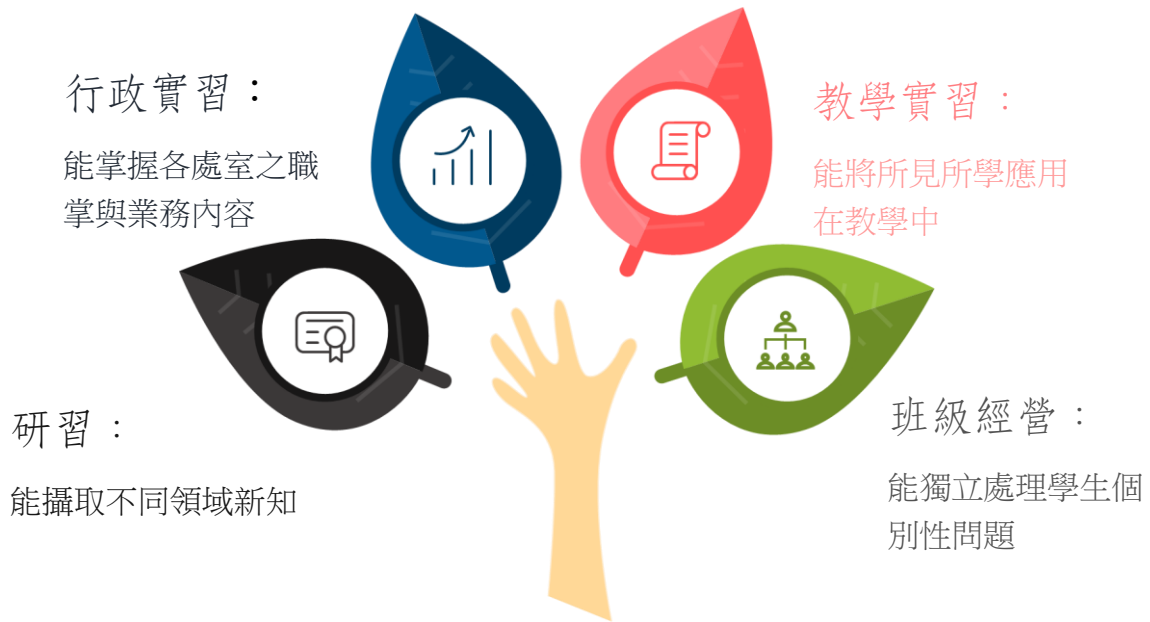 行政實習：
能掌握各處室之職
掌與業務內容
教學實習：
能將所見所學應用
在教學中
研習：
能攝取不同領域新知
班級經營：
能獨立處理學生個
別性問題